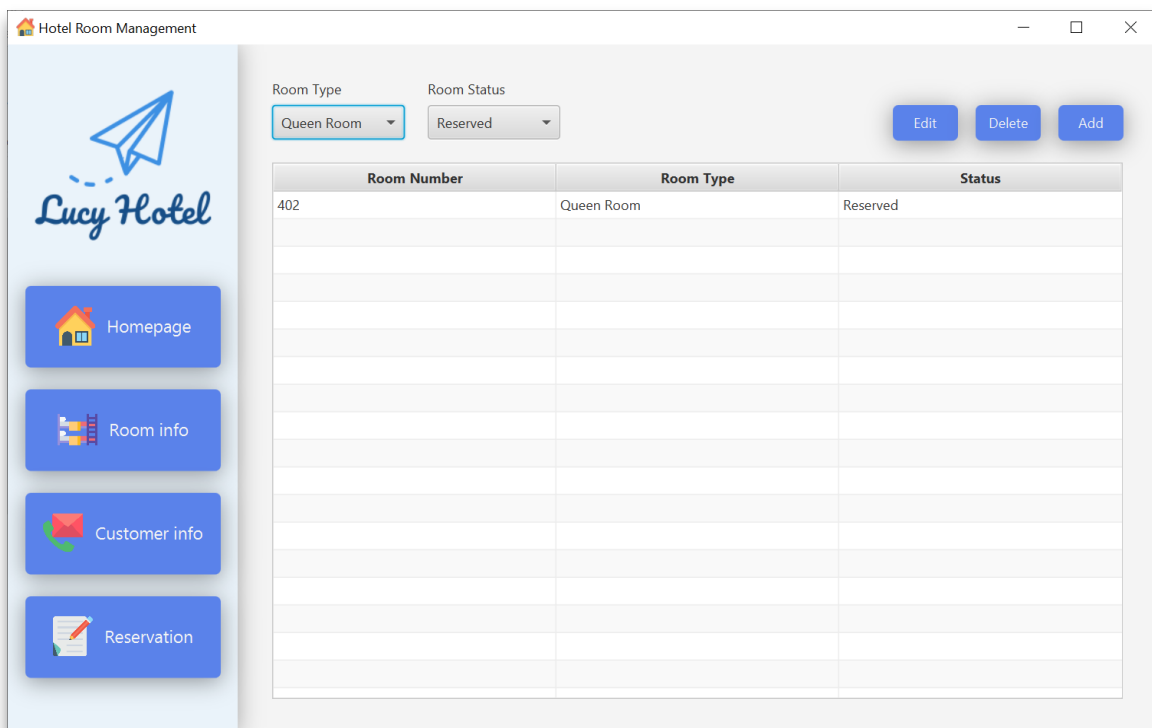 Hotel Room Management
Lucy Hotel
Homepage
Room info
Customer info
Reservation
Room Type Room Status
Queen Room Reserved Edit Delete Add
Room Number Room Type Status
402 Queen Room Reserved